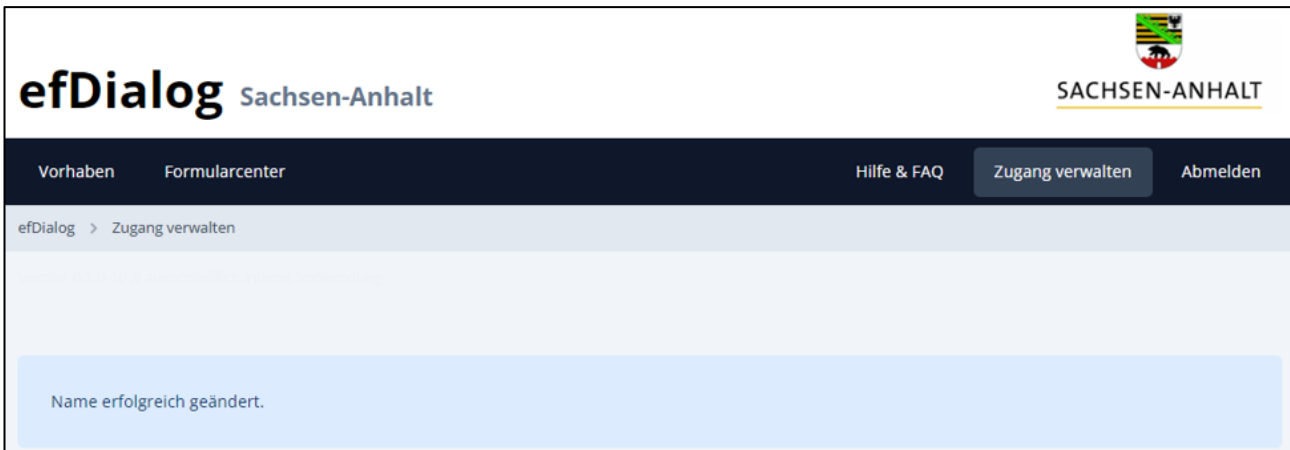 efDialog Sachsen-Anhalt
SACHSEN-ANHALT
Vorhaben Formularcenter Hilfe & FAQ Zugang verwalten Abmelden
efDialog > Zugang verwalten
Name erfolgreich geändert.